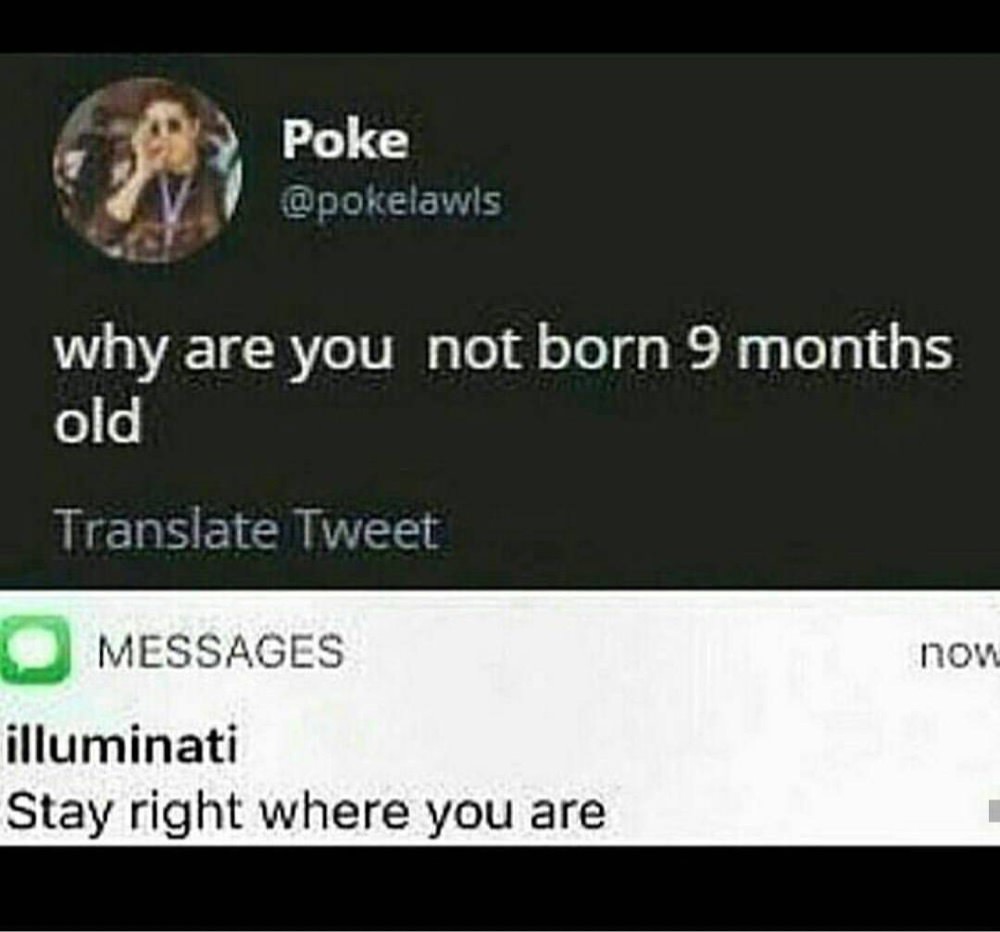 Poke
@pokelawls
why are you not born 9 months
old
Translate Tweet
MESSAGES
now
illuminati
Stay right where you are